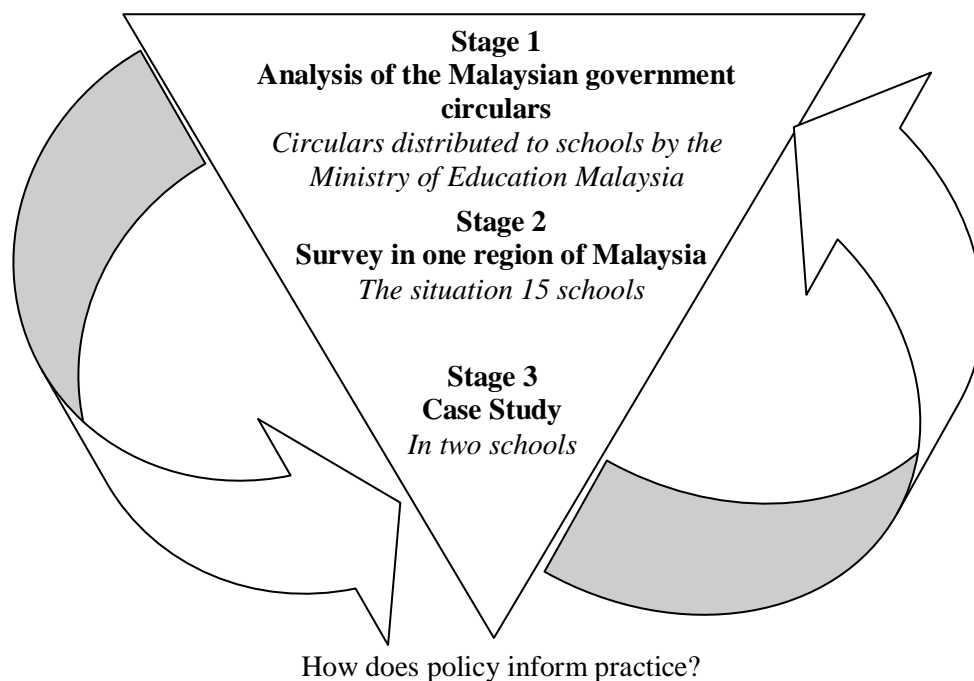 Stage 1
Analysis of the Malaysian government
circulars
Circulars distributed to schools by the
Ministry of Education Malaysia
Stage 2
Survey in one region of Malaysia
The situation 15 schools
Stage 3
Case Study
In two schools
How does policy inform practice?